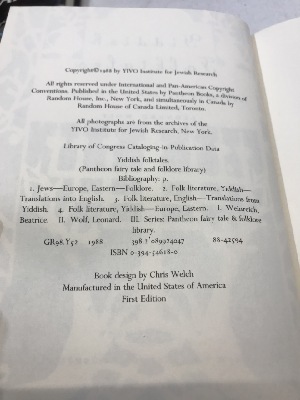 Copyright©1988 by YIVO Institute for Jewish Research
All rights reserved under International and Pan-American Copyright
Conventions. Published in the United States by Pantheon Books, a division of
Random House, Inc., New York, and simultaneously in Canada by
Random House of Canada Limited, Toronto.
All photographs are from the archives of the
YIVO Institute for Jewish Research, New York.
Library of Congress Cataloging-in-Publication Data
Yiddish folktales.
(Pantheon fairy tale and folklore library)
Bibliography: p.
1. Jews—Europe, Eastern—Folklore. 2. Folk literature, Yiddish—
Translations into English. 3. Folk literature, English—Translations from
Yiddish. 4. Folk literature, Yiddish—Europe, Eastern. I. Weinreich,
Beatrice. II. Wolf, Leonard. III. Series: Pantheon fairy tale & folklore
library.
GR98.Y52 1988 398.2'089924047 88-42594
ISBN 0-394-54618-0
Book design by Chris Welch
Manufactured in the United States of America
First Edition